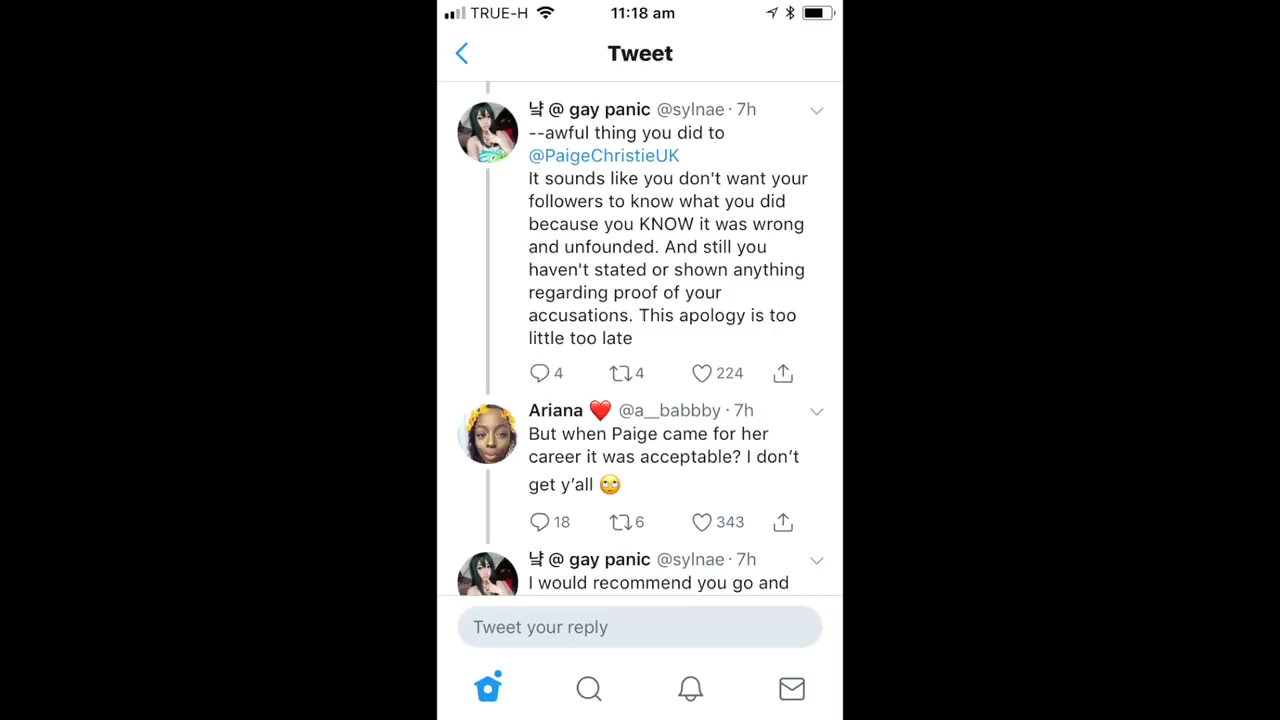 TRUE-H 11:18 am
Tweet
@ gay panic @sylnae · 7h
--awful thing you did to
@PaigeChristieUK
It sounds like you don't want your
followers to know what you did
because you KNOW it was wrong
and unfounded. And still you
haven't stated or shown anything
regarding proof of your
accusations. This apology is too
little too late
4 4 224
Ariana ❤️ @a__babbby · 7h
But when Paige came for her
career it was acceptable? I don’t
get y’all 🙄
18 6 343
@ gay panic @sylnae · 7h
I would recommend you go and
Tweet your reply